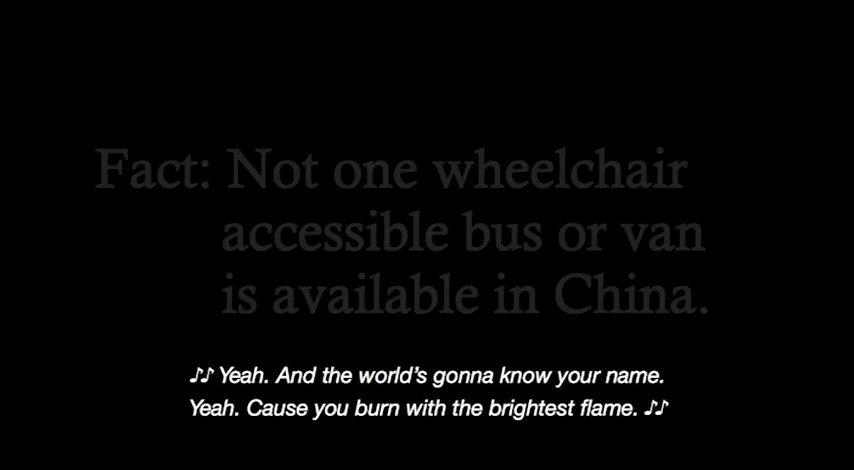 Fact: Not one wheelchair
accessible bus or van
is available in China.
♪♪ Yeah. And the world's gonna know your name.
Yeah. Cause you burn with the brightest flame. ♪♪